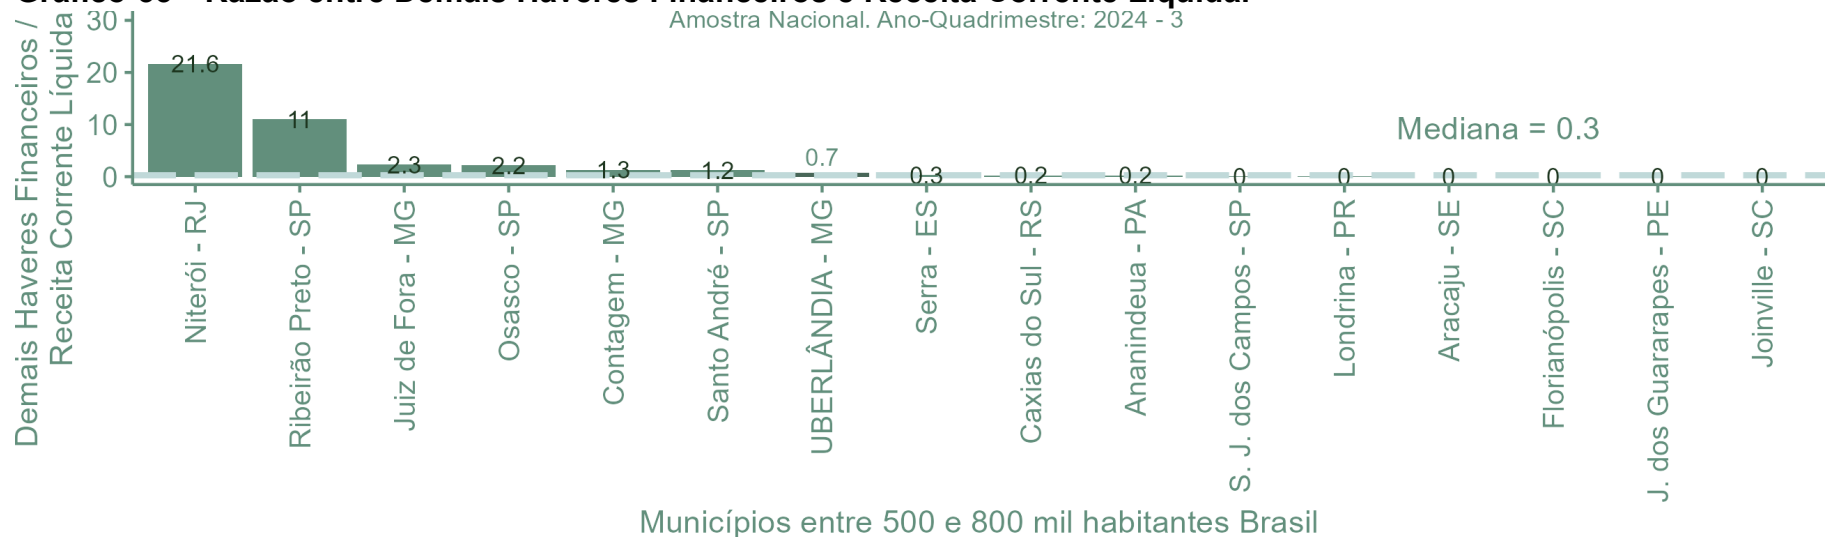 Amostra Nacional. Ano-Quadrimestre: 2024 - 3
Demais Haveres Financeiros /
Receita Corrente Líquida
30
20
10
0
21.6
11
2.3
2.2
1.3
1.2
0.7
0.3
0.2
0.2
0
0
0
0
0
0
Mediana = 0.3
Niterói - RJ
Ribeirão Preto - SP
Juiz de Fora - MG
Osasco - SP
Contagem - MG
Santo André - SP
UBERLÂNDIA - MG
Serra - ES
Caxias do Sul - RS
Ananindeua - PA
S. J. dos Campos - SP
Londrina - PR
Aracaju - SE
Florianópolis - SC
J. dos Guararapes - PE
Joinville - SC
Municípios entre 500 e 800 mil habitantes Brasil